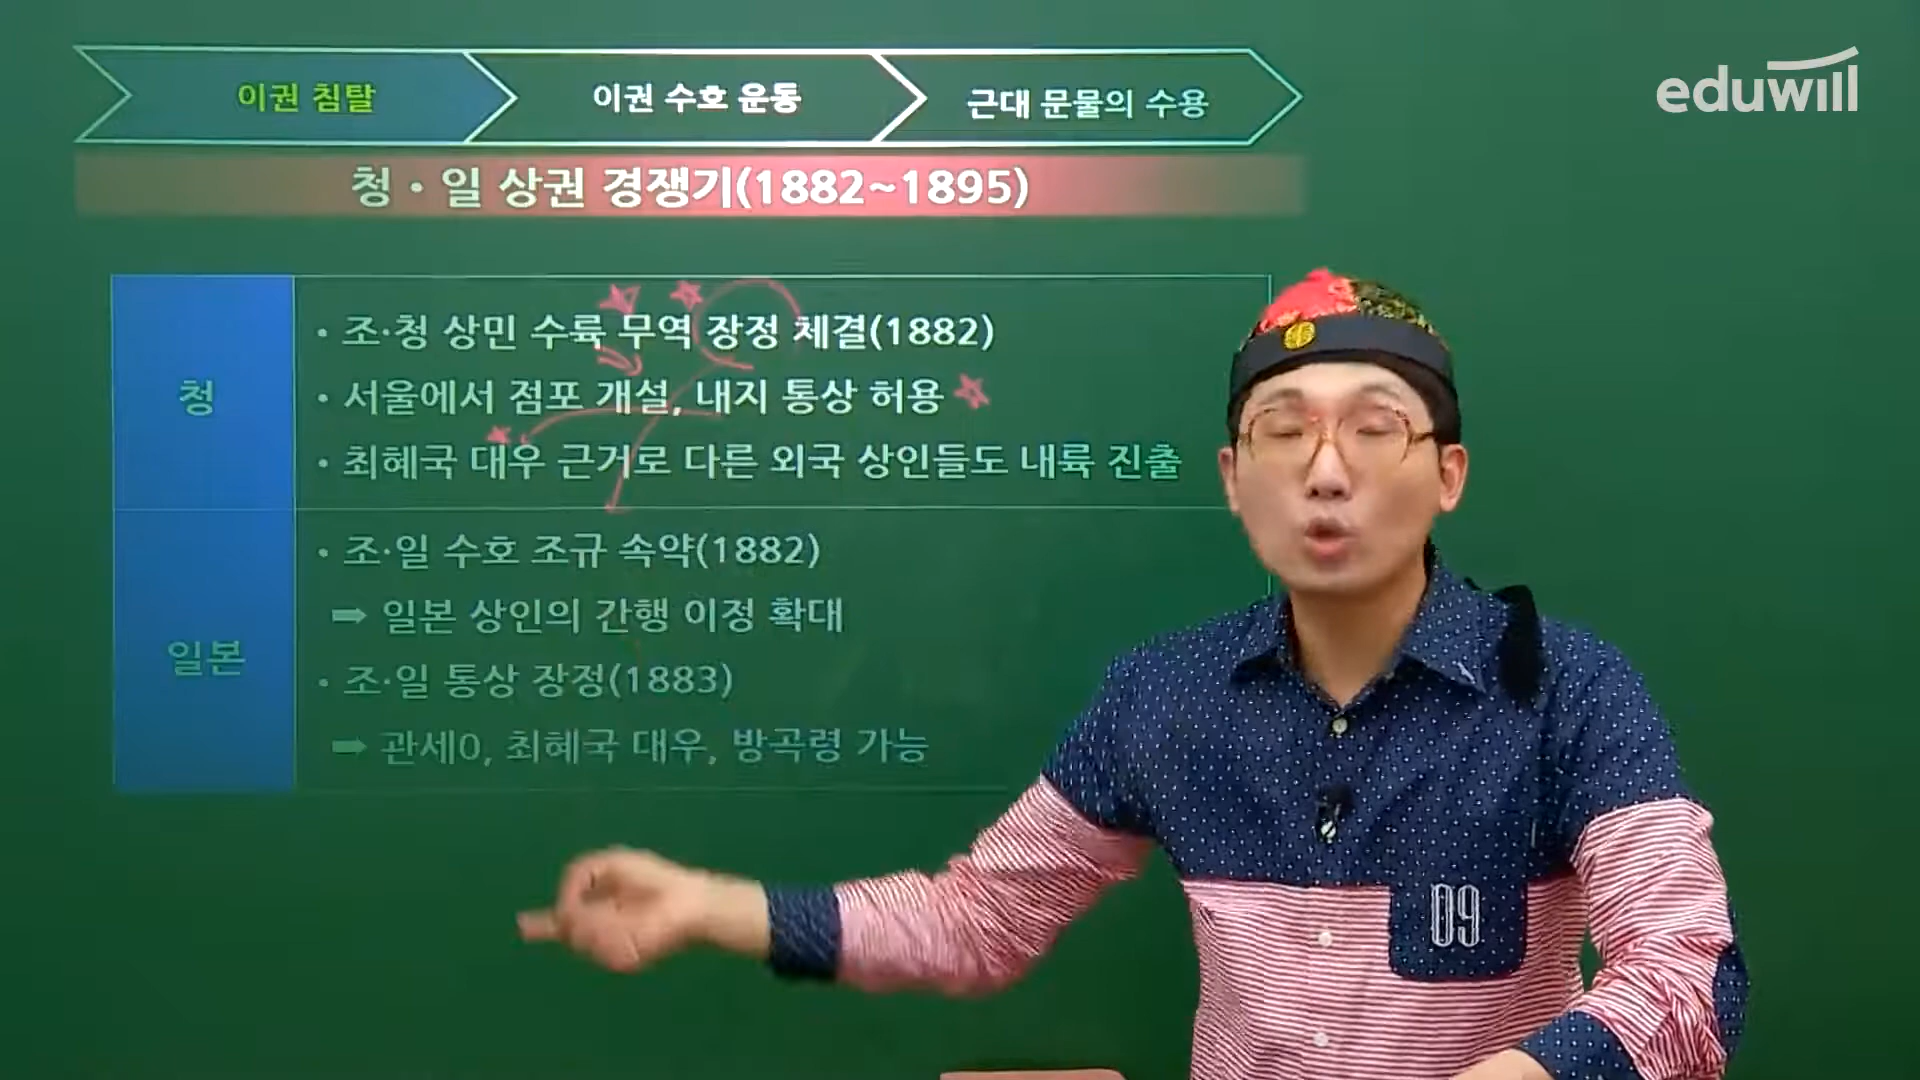 이권 침탈
이권 수호 운동
근대 문물의 수용
eduwill
청·일 상권 경쟁기(1882~1895)
청
• 조·청 상민 수륙 무역 장정 체결(1882)
• 서울에서 점포 개설, 내지 통상 허용
• 최혜국 대우 근거로 다른 외국 상인들도 내륙 진출
일본
• 조·일 수호 조규 속약(1882)
➡ 일본 상인의 간행 이정 확대
• 조·일 통상 장정(1883)
➡ 관세O, 최혜국 대우, 방곡령 가능
09